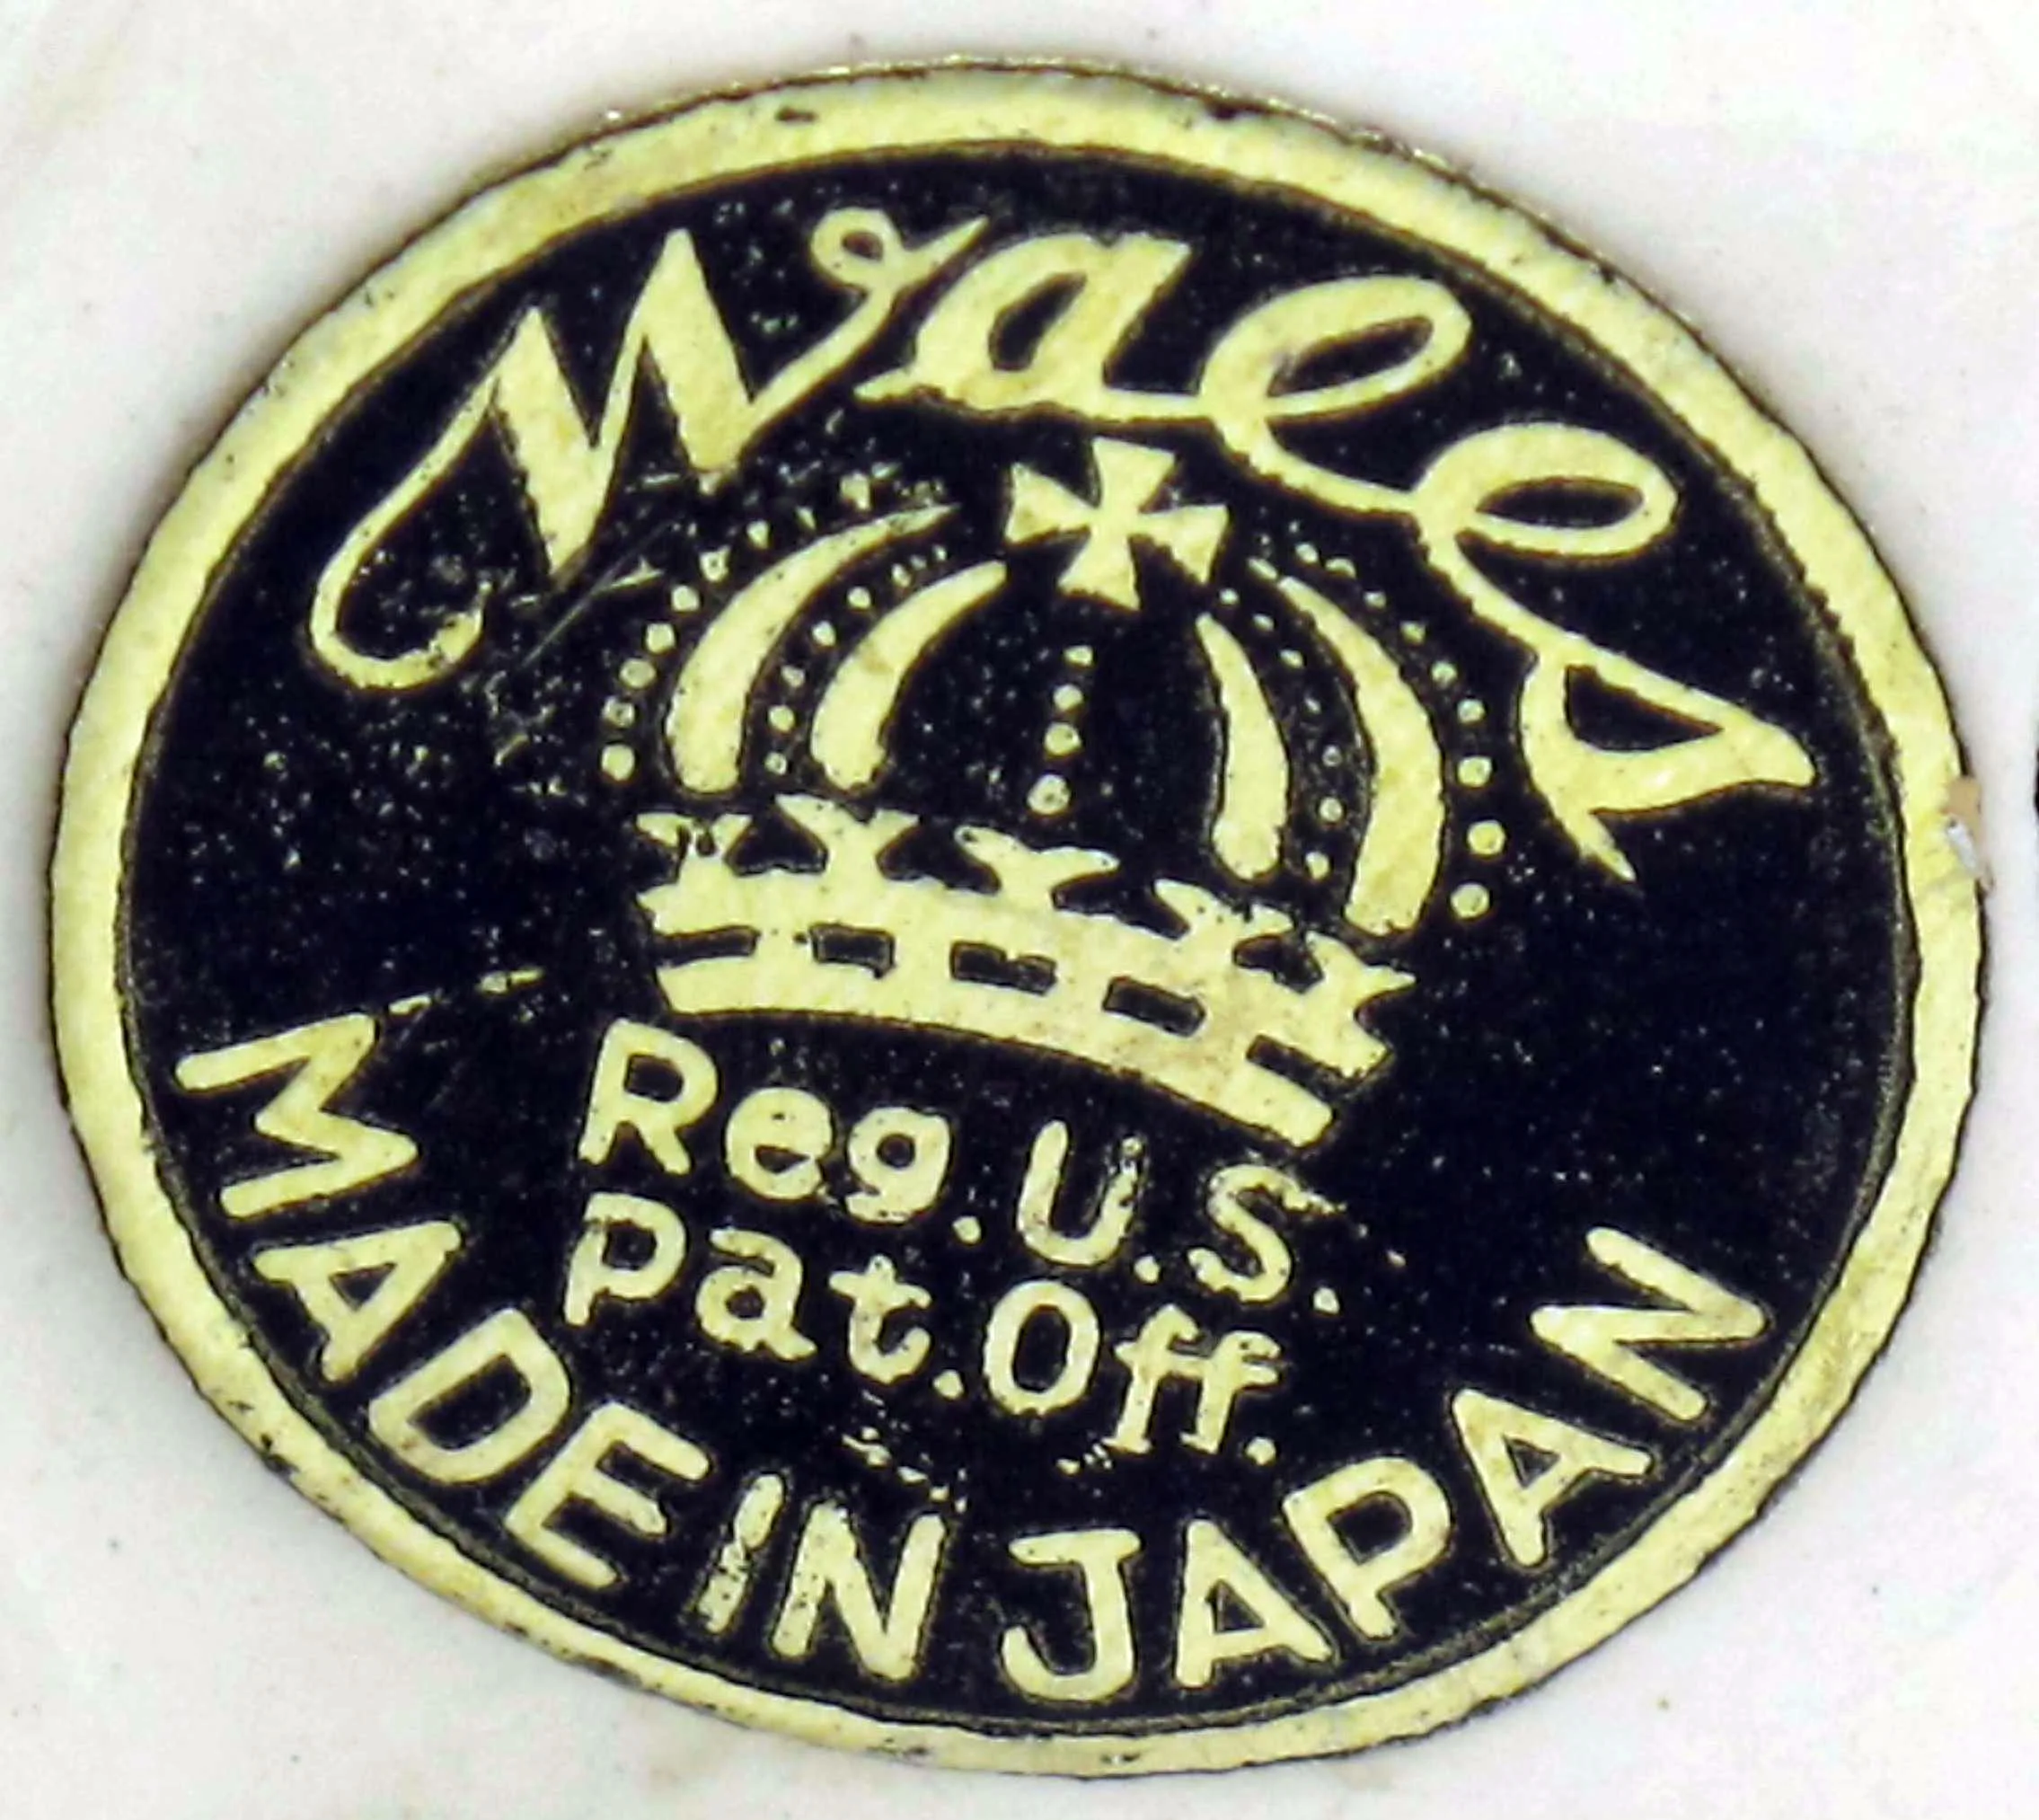 Wales
Reg. U.S.
Pat. Off.
MADE IN JAPAN